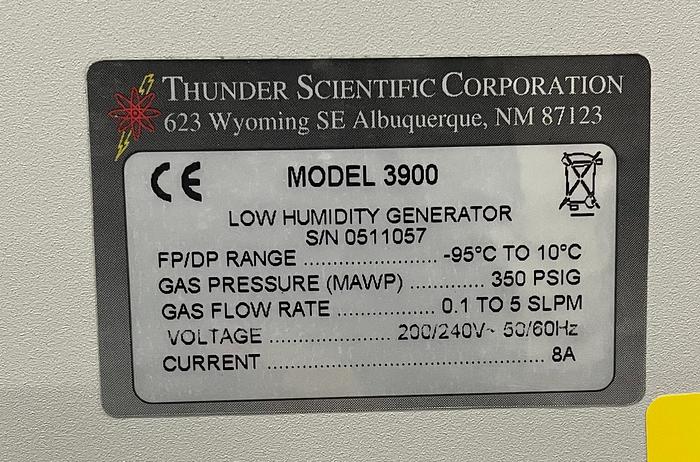 THUNDER SCIENTIFIC CORPORATION
623 Wyoming SE Albuquerque, NM 87123
CE MODEL 3900
LOW HUMIDITY GENERATOR
S/N 0511057
FP/DP RANGE ...................... -95°C TO 10°C
GAS PRESSURE (MAWP) ............ 350 PSIG
GAS FLOW RATE ................ 0.1 TO 5 SLPM
VOLTAGE .................... 200/240V~ 50/60Hz
CURRENT ............................................. 8A